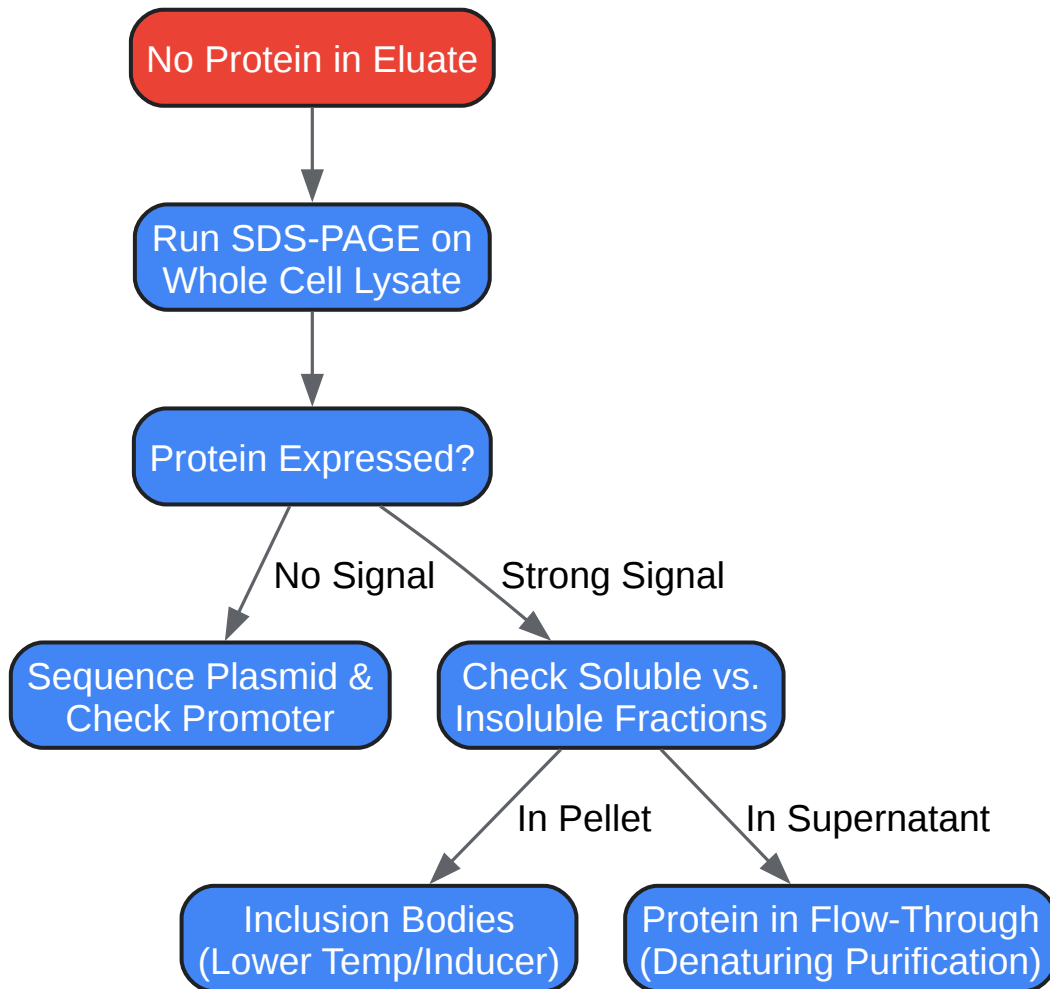 No Protein in Eluate
Run SDS-PAGE on
Whole Cell Lysate
Protein Expressed?
No Signal
Strong Signal
Sequence Plasmid &
Check Promoter
Check Soluble vs.
Insoluble Fractions
In Pellet
In Supernatant
Inclusion Bodies
(Lower Temp/Inducer)
Protein in Flow-Through
(Denaturing Purification)